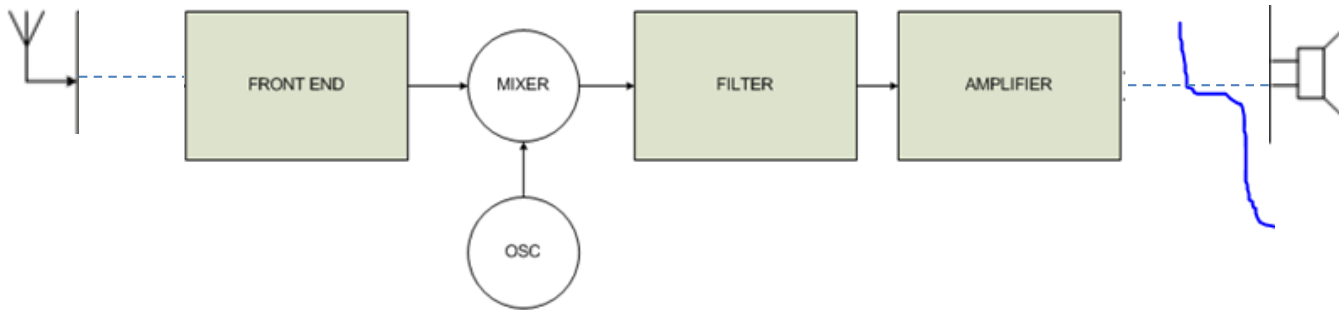 FRONT END
MIXER
FILTER
AMPLIFIER
OSC